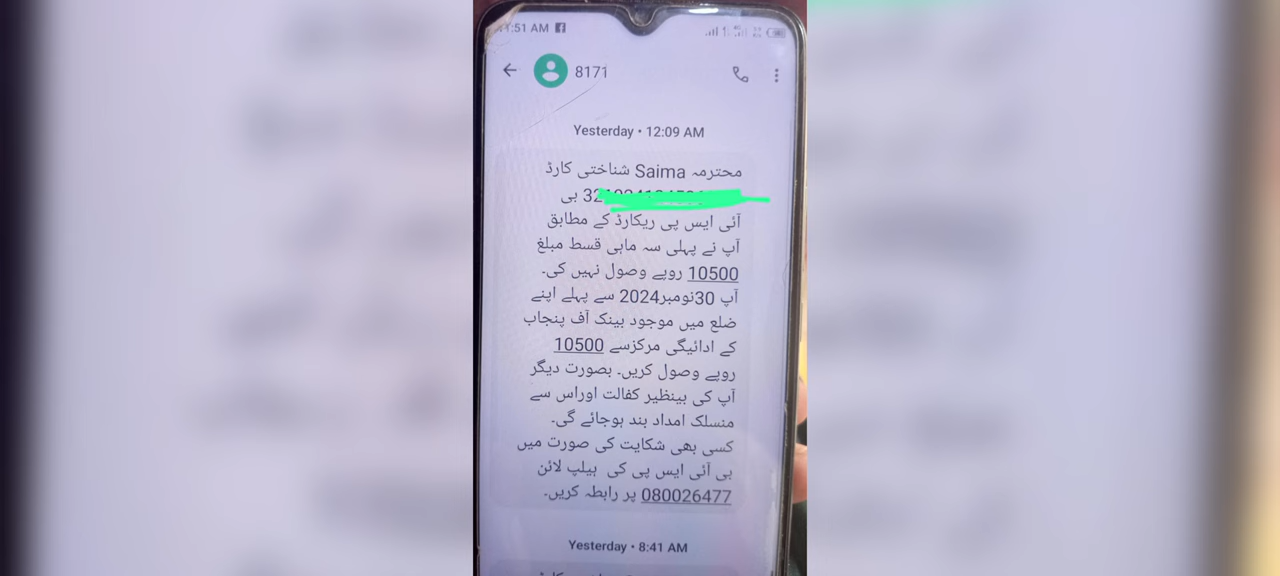 :51 AM
8171
Yesterday • 12:09 AM
محترمہ Saima شناختی کارڈ
بی
آئی ایس پی ریکارڈ کے مطابق
آپ نے پہلی سہ ماہی قسط مبلغ
10500 روپے وصول نہیں کی۔
آپ 30نومبر2024 سے پہلے اپنے
ضلع میں موجود بینک آف پنجاب
کے ادائیگی مرکزسے 10500
روپے وصول کریں۔ بصورت دیگر
آپ کی بینظیر کفالت اوراس سے
منسلک امداد بند ہوجائے گی۔
کسی بھی شکایت کی صورت میں
بی آئی ایس پی کی ہیلپ لائن
080026477 پر رابطہ کریں۔
Yesterday • 8:41 AM